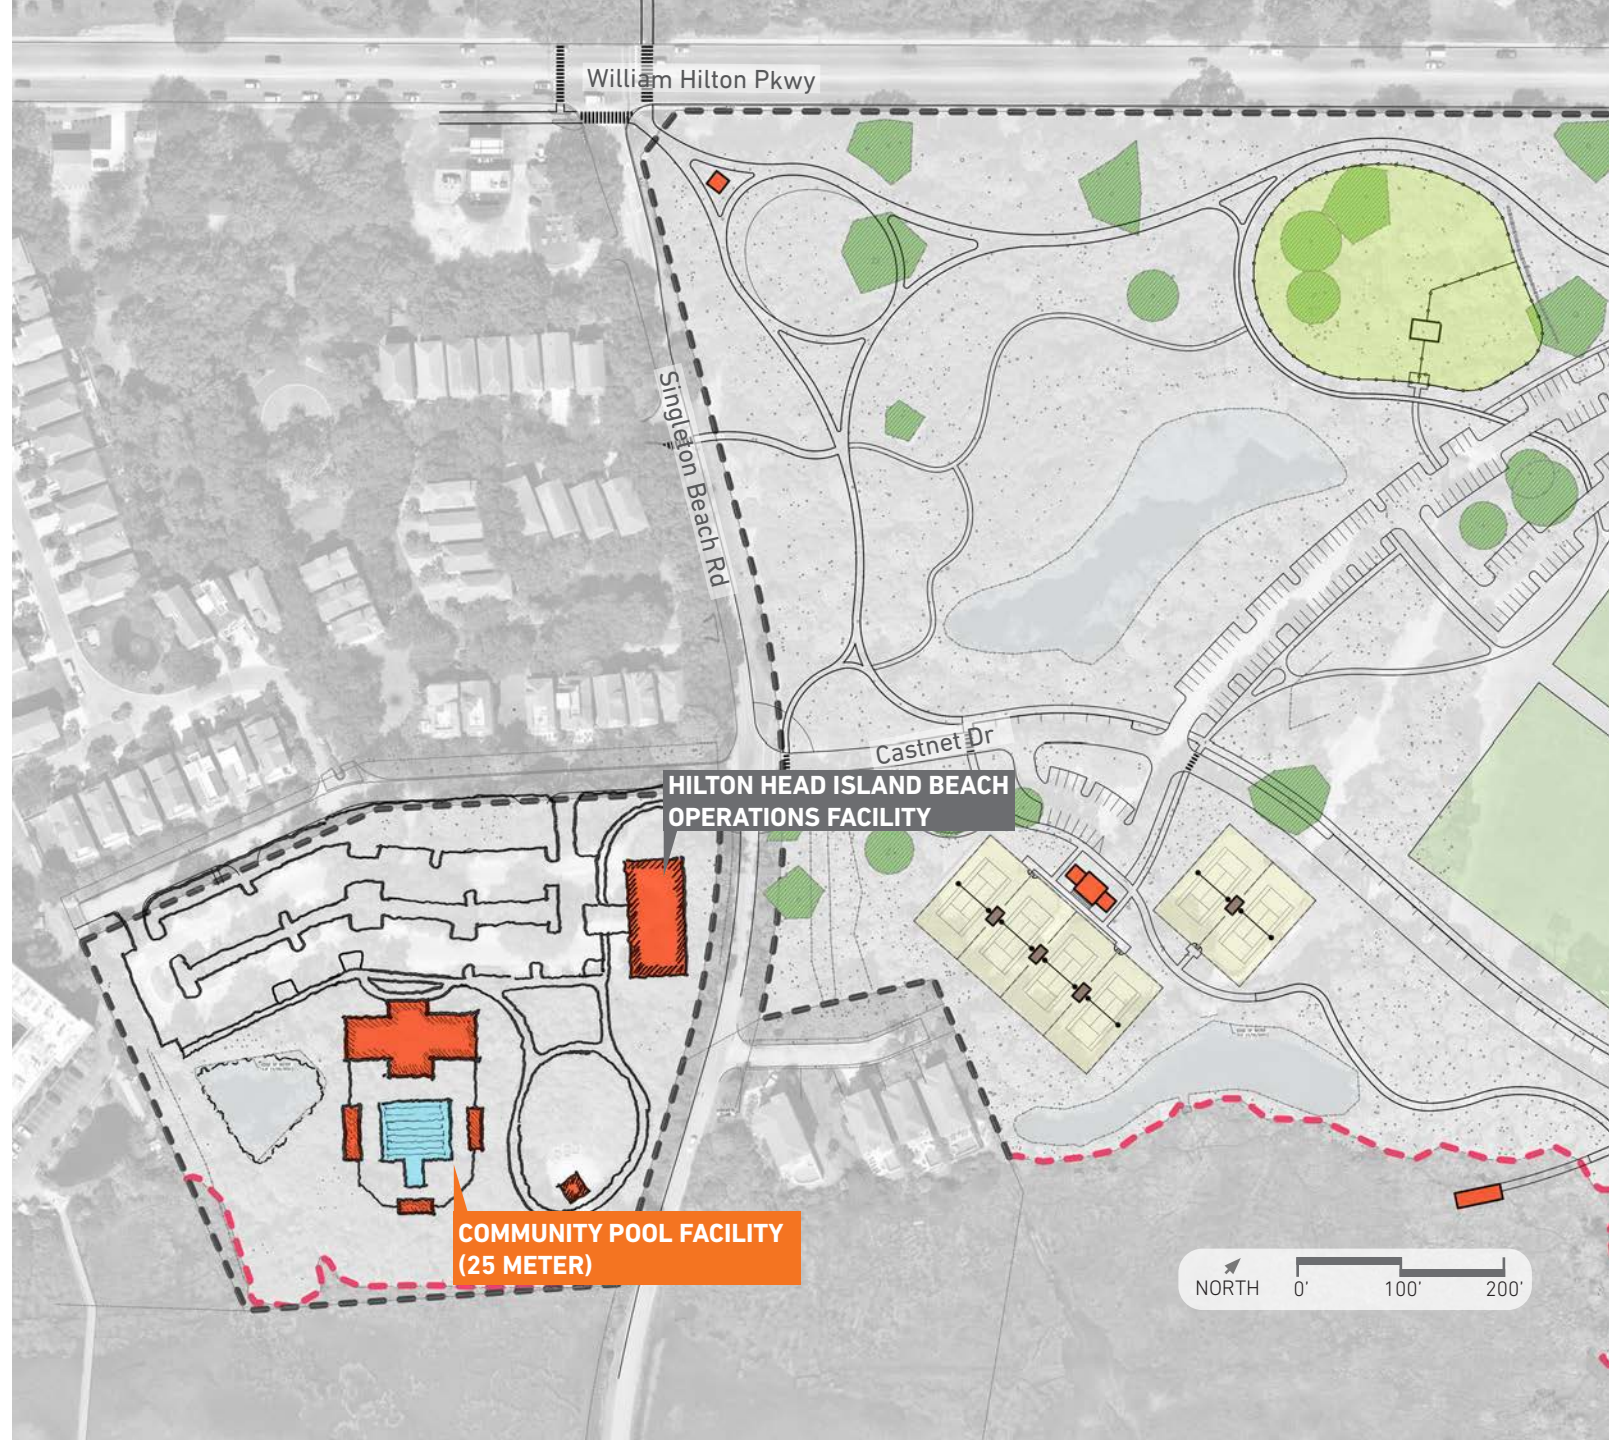 William Hilton Pkwy
Singleton Beach Rd
Castnet Dr
HILTON HEAD ISLAND BEACH
OPERATIONS FACILITY
COMMUNITY POOL FACILITY
(25 METER)
NORTH
0' 100' 200'